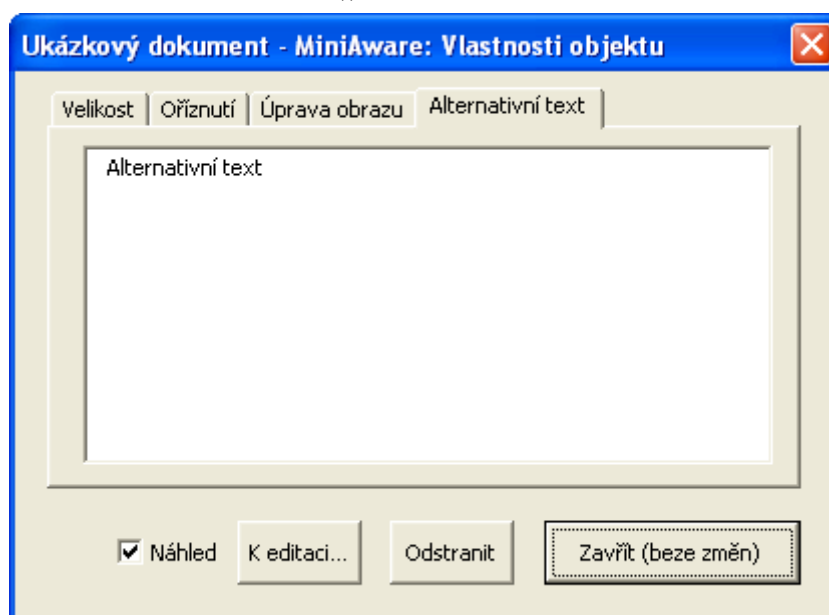 Ukázkový dokument - MiniAware: Vlastnosti objektu
Velikost Oříznutí Úprava obrazu Alternativní text
Alternativní text
Náhled K editaci... Odstranit Zavřít (beze změn)